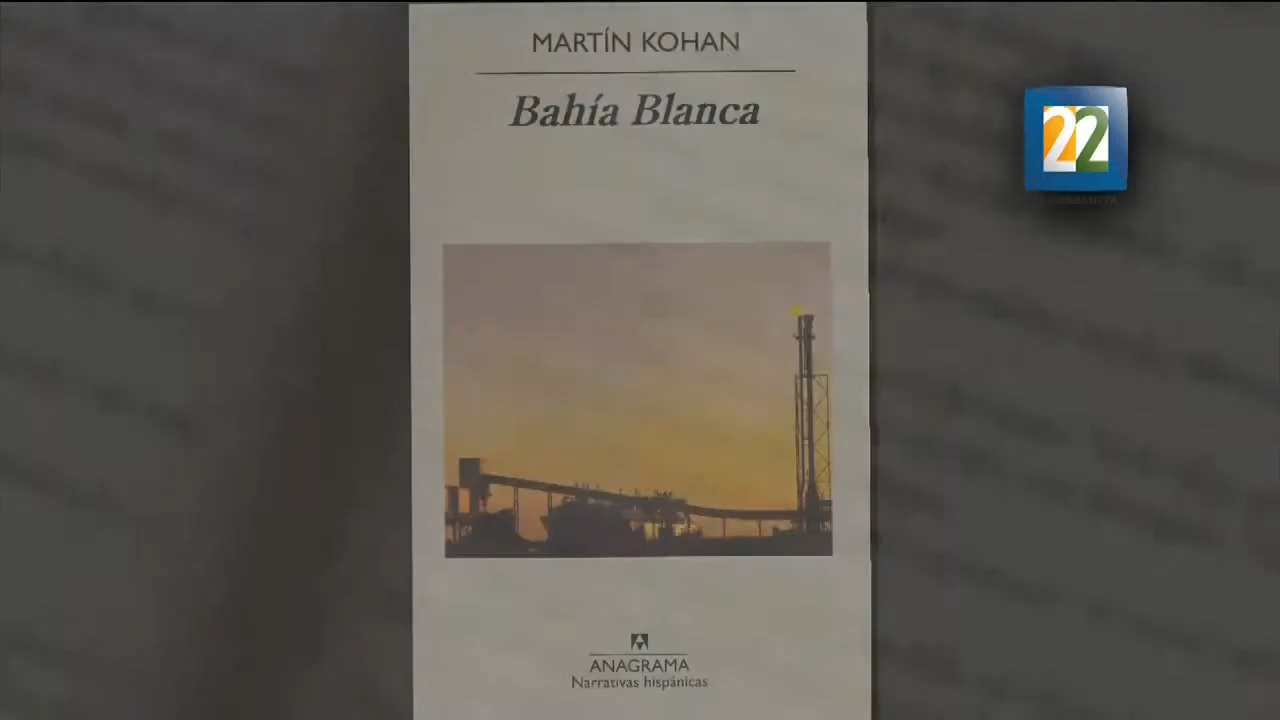 MARTÍN KOHAN
Bahía Blanca
22
ANAGRAMA
Narrativas hispánicas